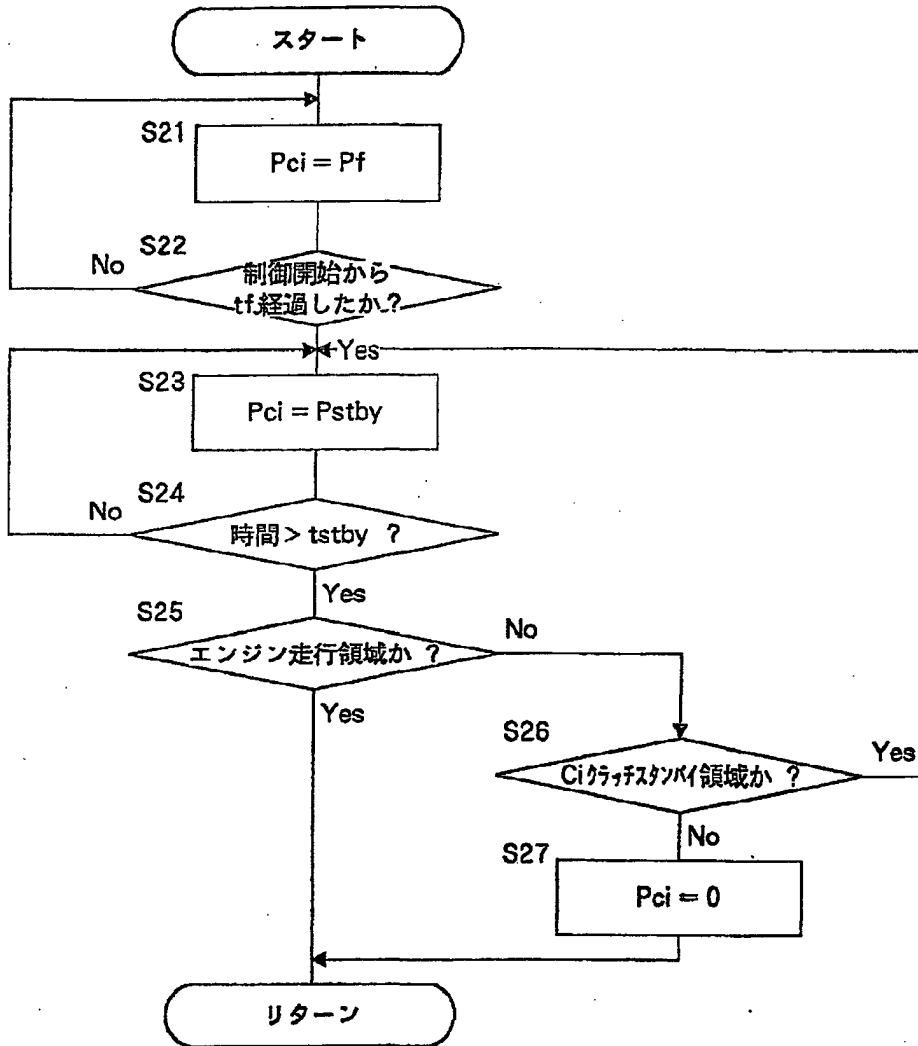 スタート
S21
Pci = Pf
S22
No
制御開始から
tf経過したか?
Yes
S23
Pci = Pstby
S24
No
時間> tstby ?
Yes
S25
エンジン走行領域か ?
No
Yes
S26
Ciクラッチスタンバイ領域か ?
Yes
No
S27
Pci = 0
リターン